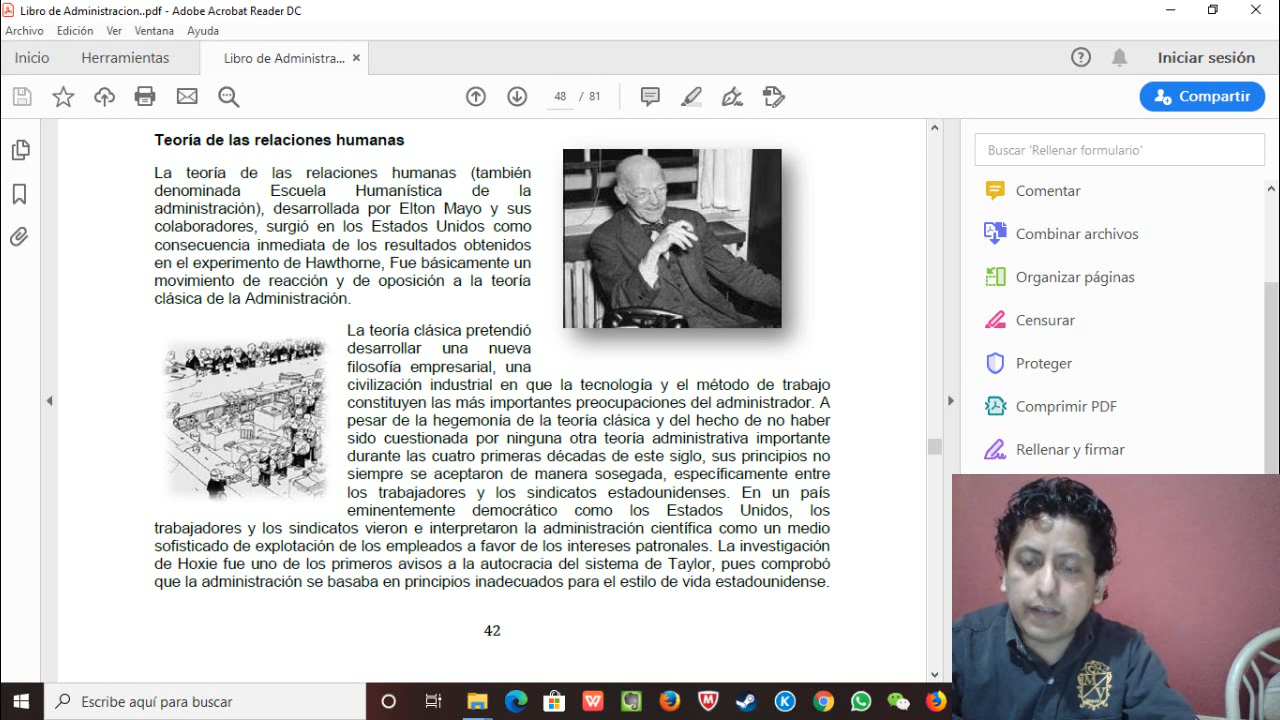 Libro de Administracion..pdf - Adobe Acrobat Reader DC
Archivo Edición Ver Ventana Ayuda
Inicio Herramientas Libro de Administra... Iniciar sesión
48 / 81 Compartir
Teoría de las relaciones humanas
La teoría de las relaciones humanas (también
denominada Escuela Humanística de la
administración), desarrollada por Elton Mayo y sus
colaboradores, surgió en los Estados Unidos como
consecuencia inmediata de los resultados obtenidos
en el experimento de Hawthorne, Fue básicamente un
movimiento de reacción y de oposición a la teoría
clásica de la Administración.
La teoría clásica pretendió
desarrollar una nueva
filosofía empresarial, una
civilización industrial en que la tecnología y el método de trabajo
constituyen las más importantes preocupaciones del administrador. A
pesar de la hegemonía de la teoría clásica y del hecho de no haber
sido cuestionada por ninguna otra teoría administrativa importante
durante las cuatro primeras décadas de este siglo, sus principios no
siempre se aceptaron de manera sosegada, específicamente entre
los trabajadores y los sindicatos estadounidenses. En un país
eminentemente democrático como los Estados Unidos, los
trabajadores y los sindicatos vieron e interpretaron la administración científica como un medio
sofisticado de explotación de los empleados a favor de los intereses patronales. La investigación
de Hoxie fue uno de los primeros avisos a la autocracia del sistema de Taylor, pues comprobó
que la administración se basaba en principios inadecuados para el estilo de vida estadounidense.
42
Buscar 'Rellenar formulario'
Comentar
Combinar archivos
Organizar páginas
Censurar
Proteger
Comprimir PDF
Rellenar y firmar
Escribe aquí para buscar